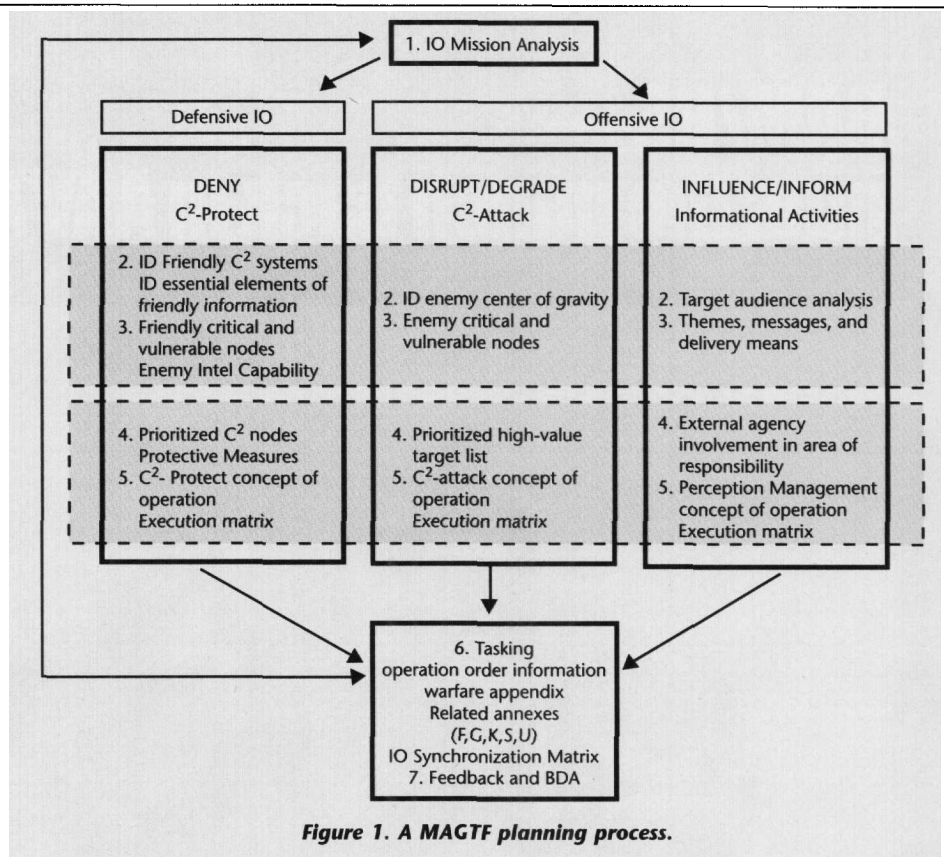 1. IO Mission Analysis
Defensive IO
Offensive IO
DENY
C²-Protect
2. ID Friendly C² systems
ID essential elements of
friendly information
3. Friendly critical and
vulnerable nodes
Enemy Intel Capability
4. Prioritized C² nodes
Protective Measures
5. C²- Protect concept of
operation
Execution matrix
DISRUPT/DEGRADE
C²-Attack
2. ID enemy center of gravity
3. Enemy critical and
vulnerable nodes
4. Prioritized high-value
target list
5. C²-attack concept of
operation
Execution matrix
INFLUENCE/INFORM
Informational Activities
2. Target audience analysis
3. Themes, messages, and
delivery means
4. External agency
involvement in area of
responsibility
5. Perception Management
concept of operation
Execution matrix
6. Tasking
operation order information
warfare appendix
Related annexes
(F,G,K,S,U)
IO Synchronization Matrix
7. Feedback and BDA
Figure 1. A MAGTF planning process.